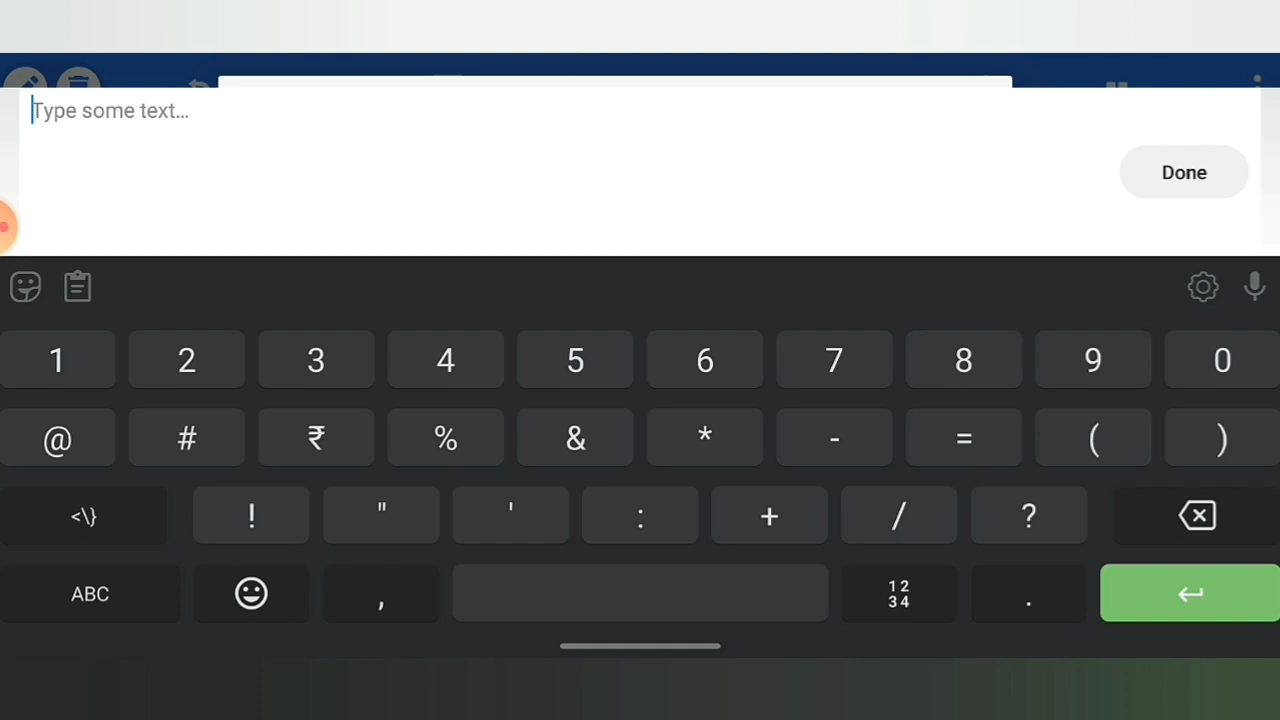 Type some text...
Done
1 2 3 4 5 6 7 8 9 0
@ # ₹ % & * - = ( )
<\} ! " ' : + / ?
ABC , 12 34 .